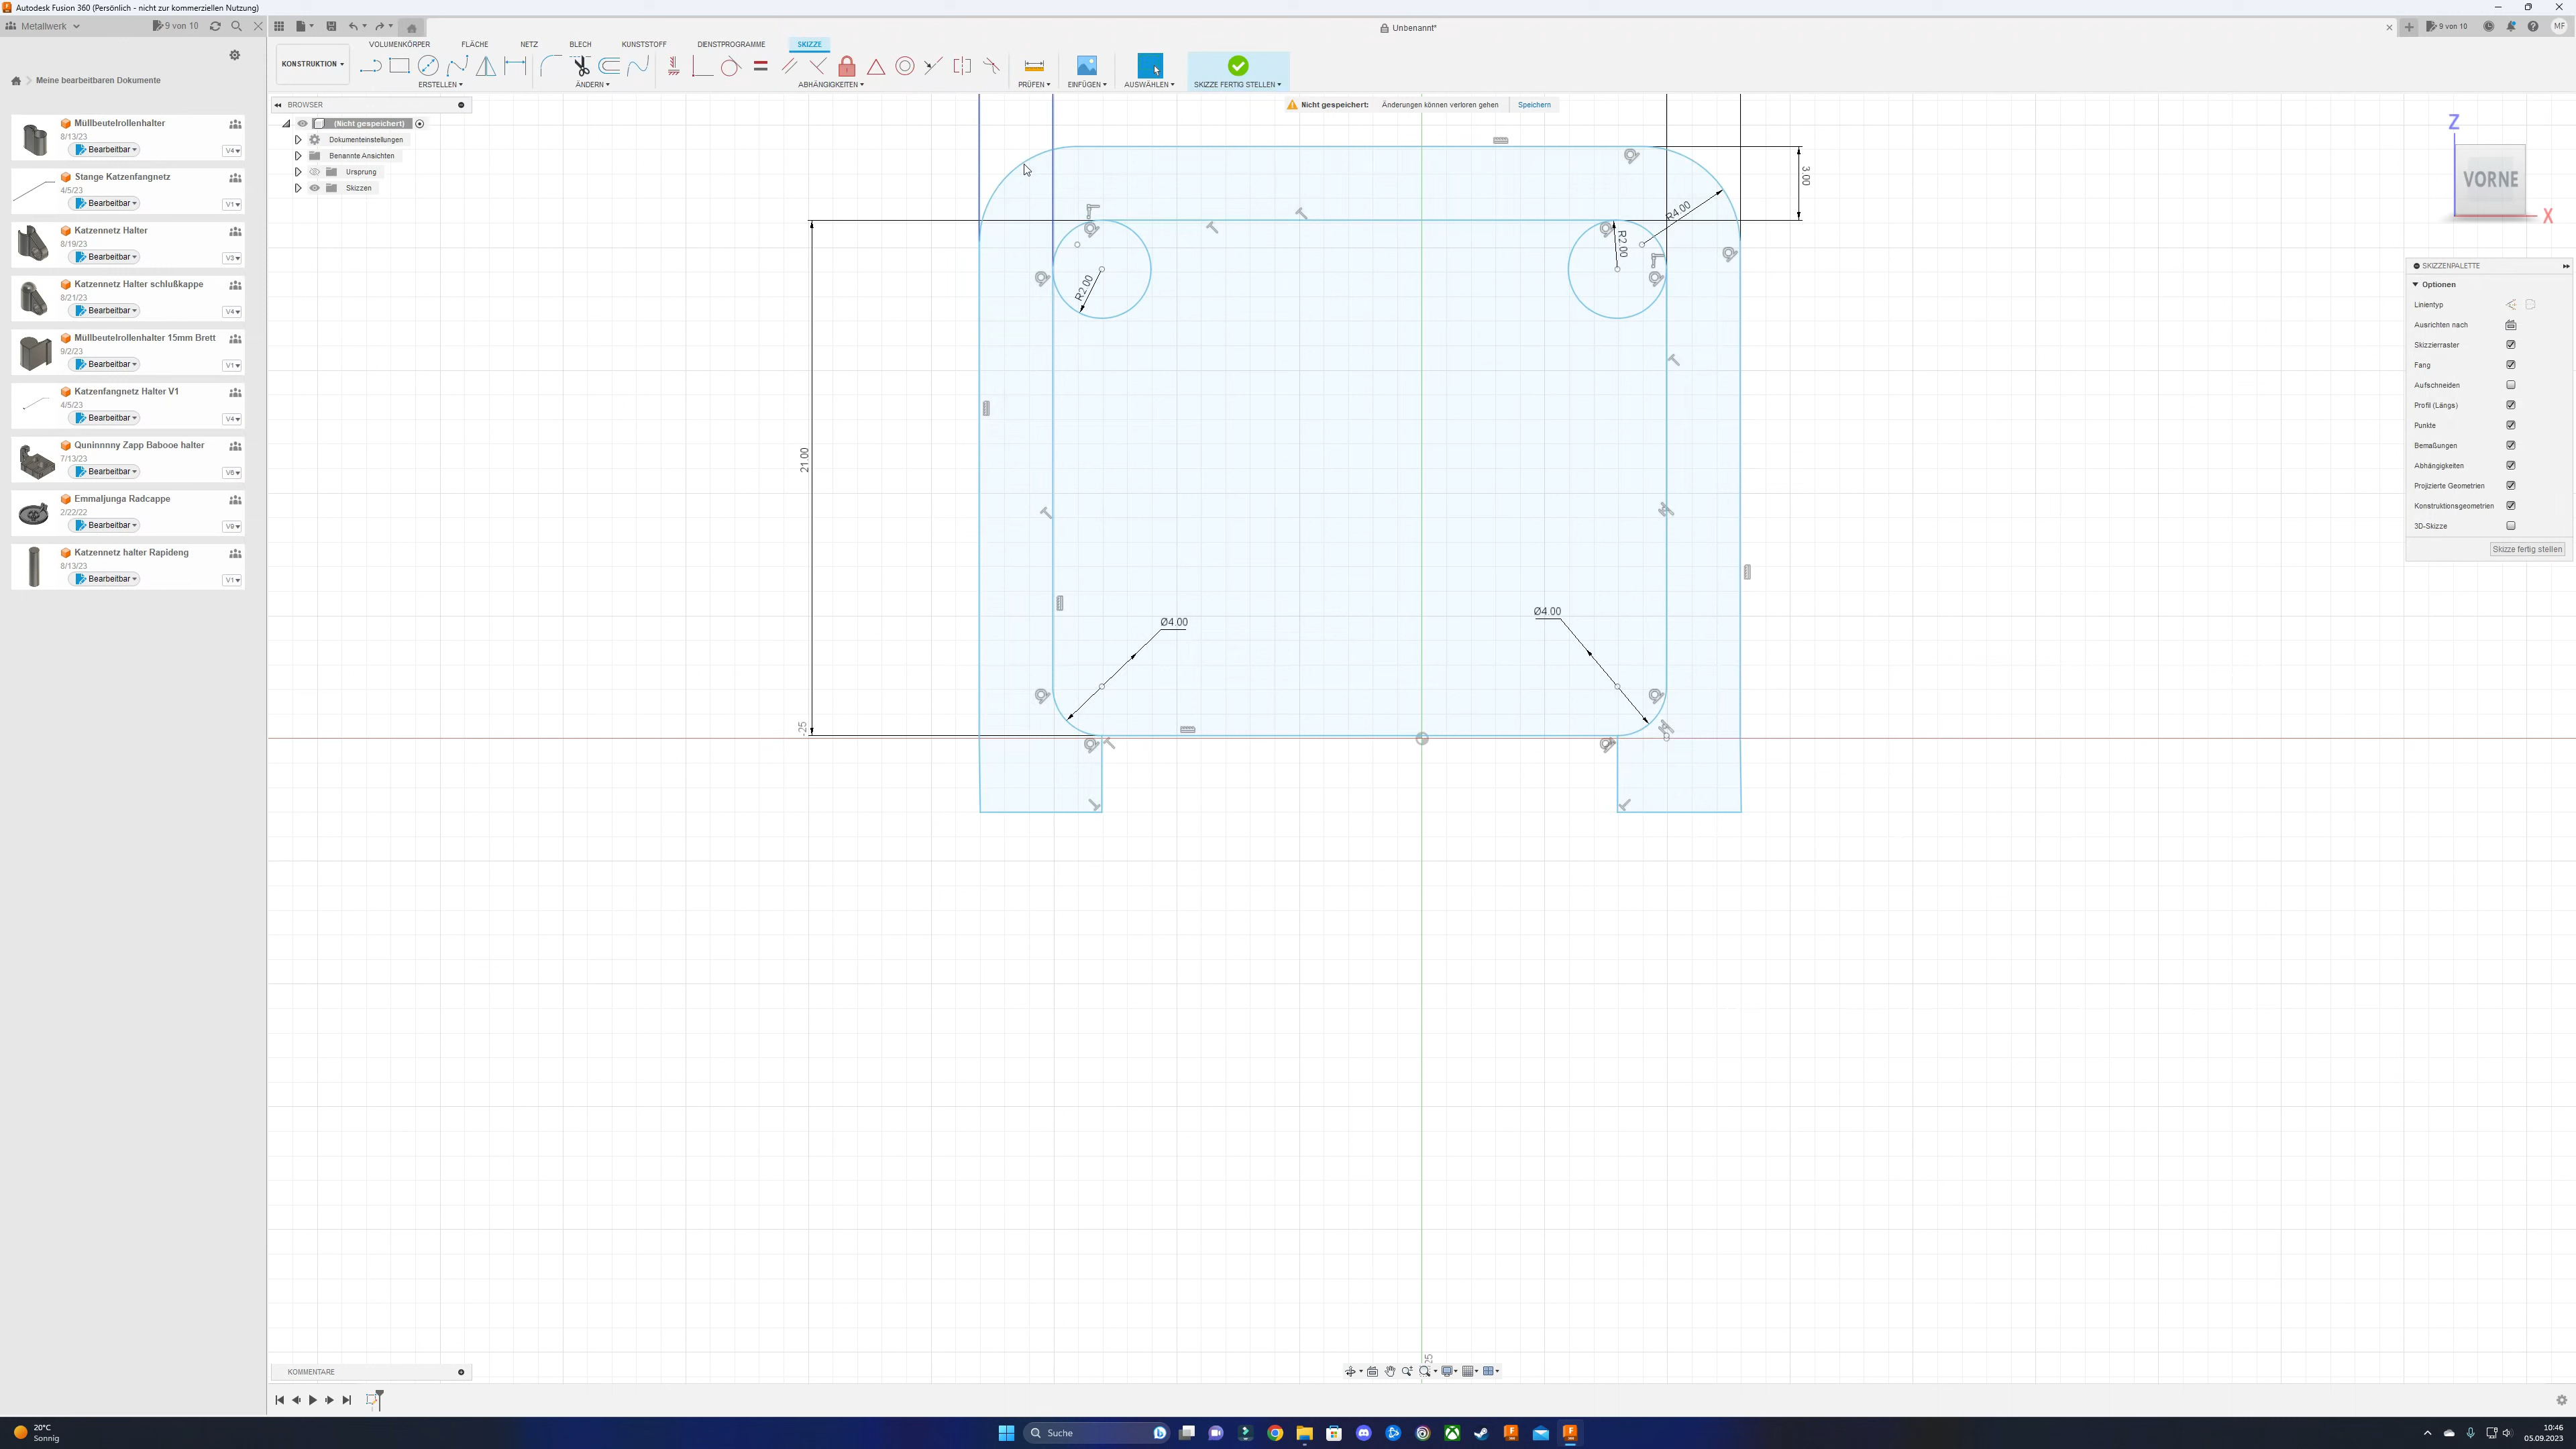 Autodesk Fusion 360 (Persönlich - nicht zur kommerziellen Nutzung)
Metallwerk
9 von 10
Unbenannt*
9 von 10
MF
Meine bearbeitbaren Dokumente
Müllbeutelrollenhalter
8/13/23
Bearbeitbar
V4
Stange Katzenfangnetz
4/5/23
Bearbeitbar
V1
Katzennetz Halter
8/19/23
Bearbeitbar
V3
Katzennetz Halter schlußkappe
8/21/23
Bearbeitbar
V4
Müllbeutelrollenhalter 15mm Brett
9/2/23
Bearbeitbar
V1
Katzenfangnetz Halter V1
4/5/23
Bearbeitbar
V4
Quninnnny Zapp Babooe halter
7/13/23
Bearbeitbar
V6
Emmaljunga Radcappe
2/22/22
Bearbeitbar
V9
Katzennetz halter Rapideng
8/13/23
Bearbeitbar
V1
KONSTRUKTION
VOLUMENKÖRPER
FLÄCHE
NETZ
BLECH
KUNSTSTOFF
DIENSTPROGRAMME
SKIZZE
ERSTELLEN
ÄNDERN
ABHÄNGIGKEITEN
PRÜFEN
EINFÜGEN
AUSWÄHLEN
SKIZZE FERTIG STELLEN
BROWSER
(Nicht gespeichert)
Dokumenteinstellungen
Benannte Ansichten
Ursprung
Skizzen
Nicht gespeichert: Änderungen können verloren gehen Speichern
3.00
R4.00
R2.00
R2.00
21.00
Ø4.00
Ø4.00
-25
25
Z
VORNE
X
SKIZZENPALETTE
Optionen
Linientyp
Ausrichten nach
Skizzierraster
Fang
Aufschneiden
Profil (Längs)
Punkte
Bemaßungen
Abhängigkeiten
Projizierte Geometrien
Konstruktionsgeometrien
3D-Skizze
Skizze fertig stellen
KOMMENTARE
20°C
Sonnig
Suche
10:46
05.09.2023